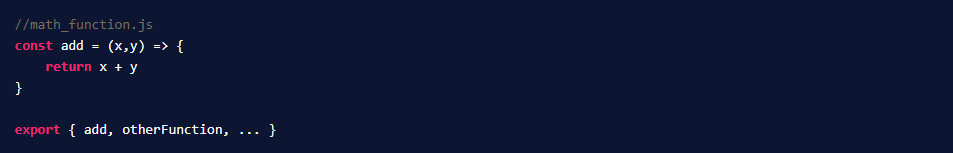 //math_function.js
const add = (x,y) => {
    return x + y
}

export { add, otherFunction, ... }